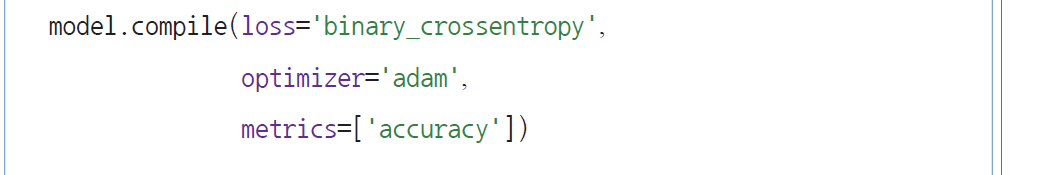 model.compile(loss='binary_crossentropy',
optimizer='adam',
metrics=['accuracy'])